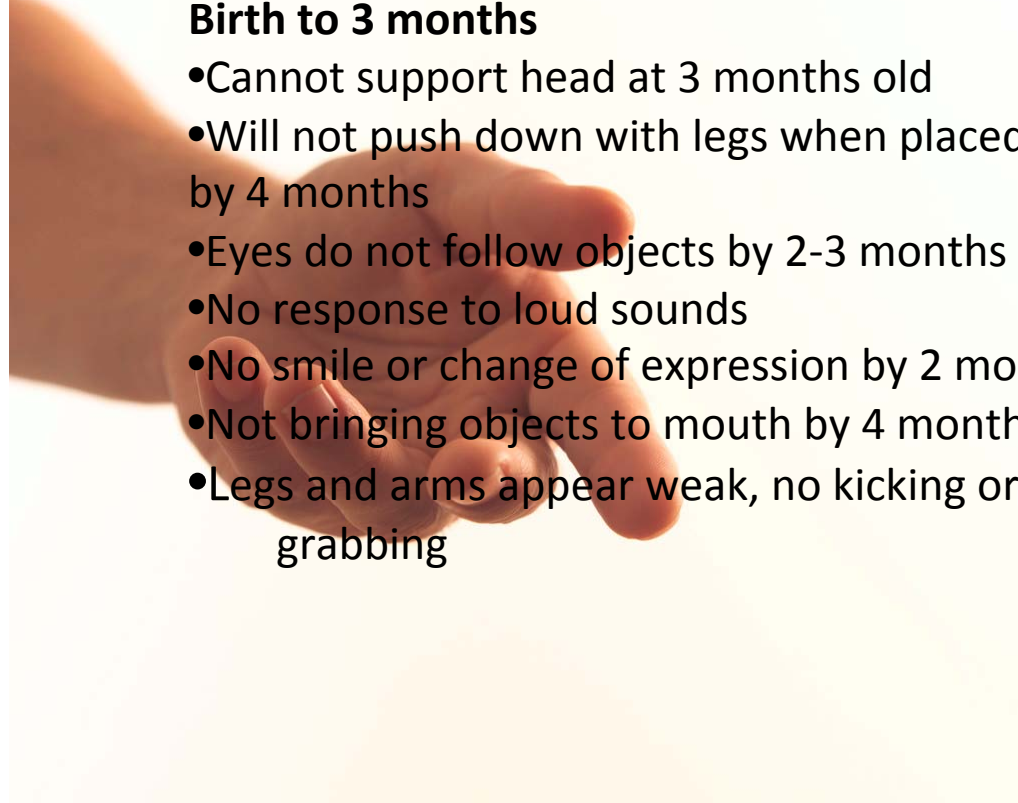 Birth to 3 months
•Cannot support head at 3 months old
•Will not push down with legs when placed
by 4 months
•Eyes do not follow objects by 2-3 months
•No response to loud sounds
•No smile or change of expression by 2 mo
•Not bringing objects to mouth by 4 month
•Legs and arms appear weak, no kicking or
grabbing